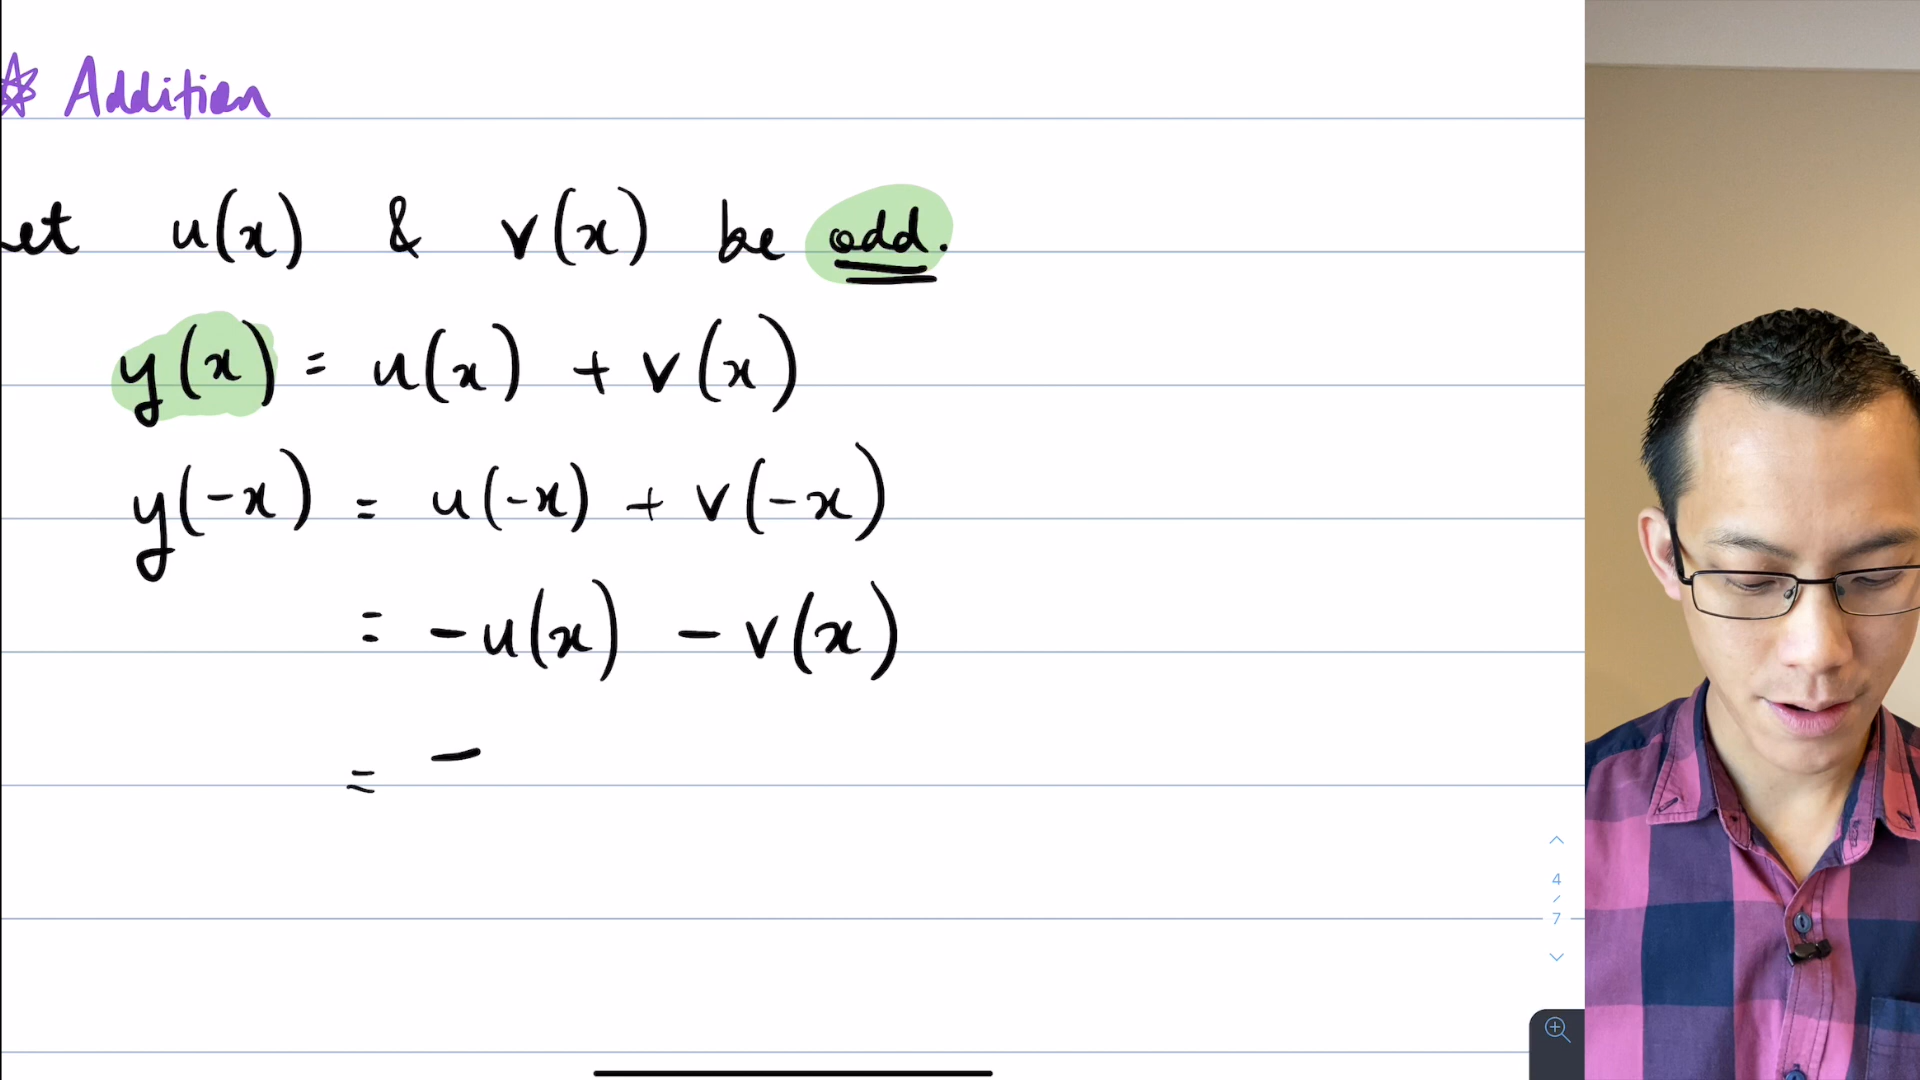 Addition
et u(x) & v(x) be odd.
y(x) = u(x) + v(x)
y(-x) = u(-x) + v(-x)
= -u(x) - v(x)
= -
4
/
7